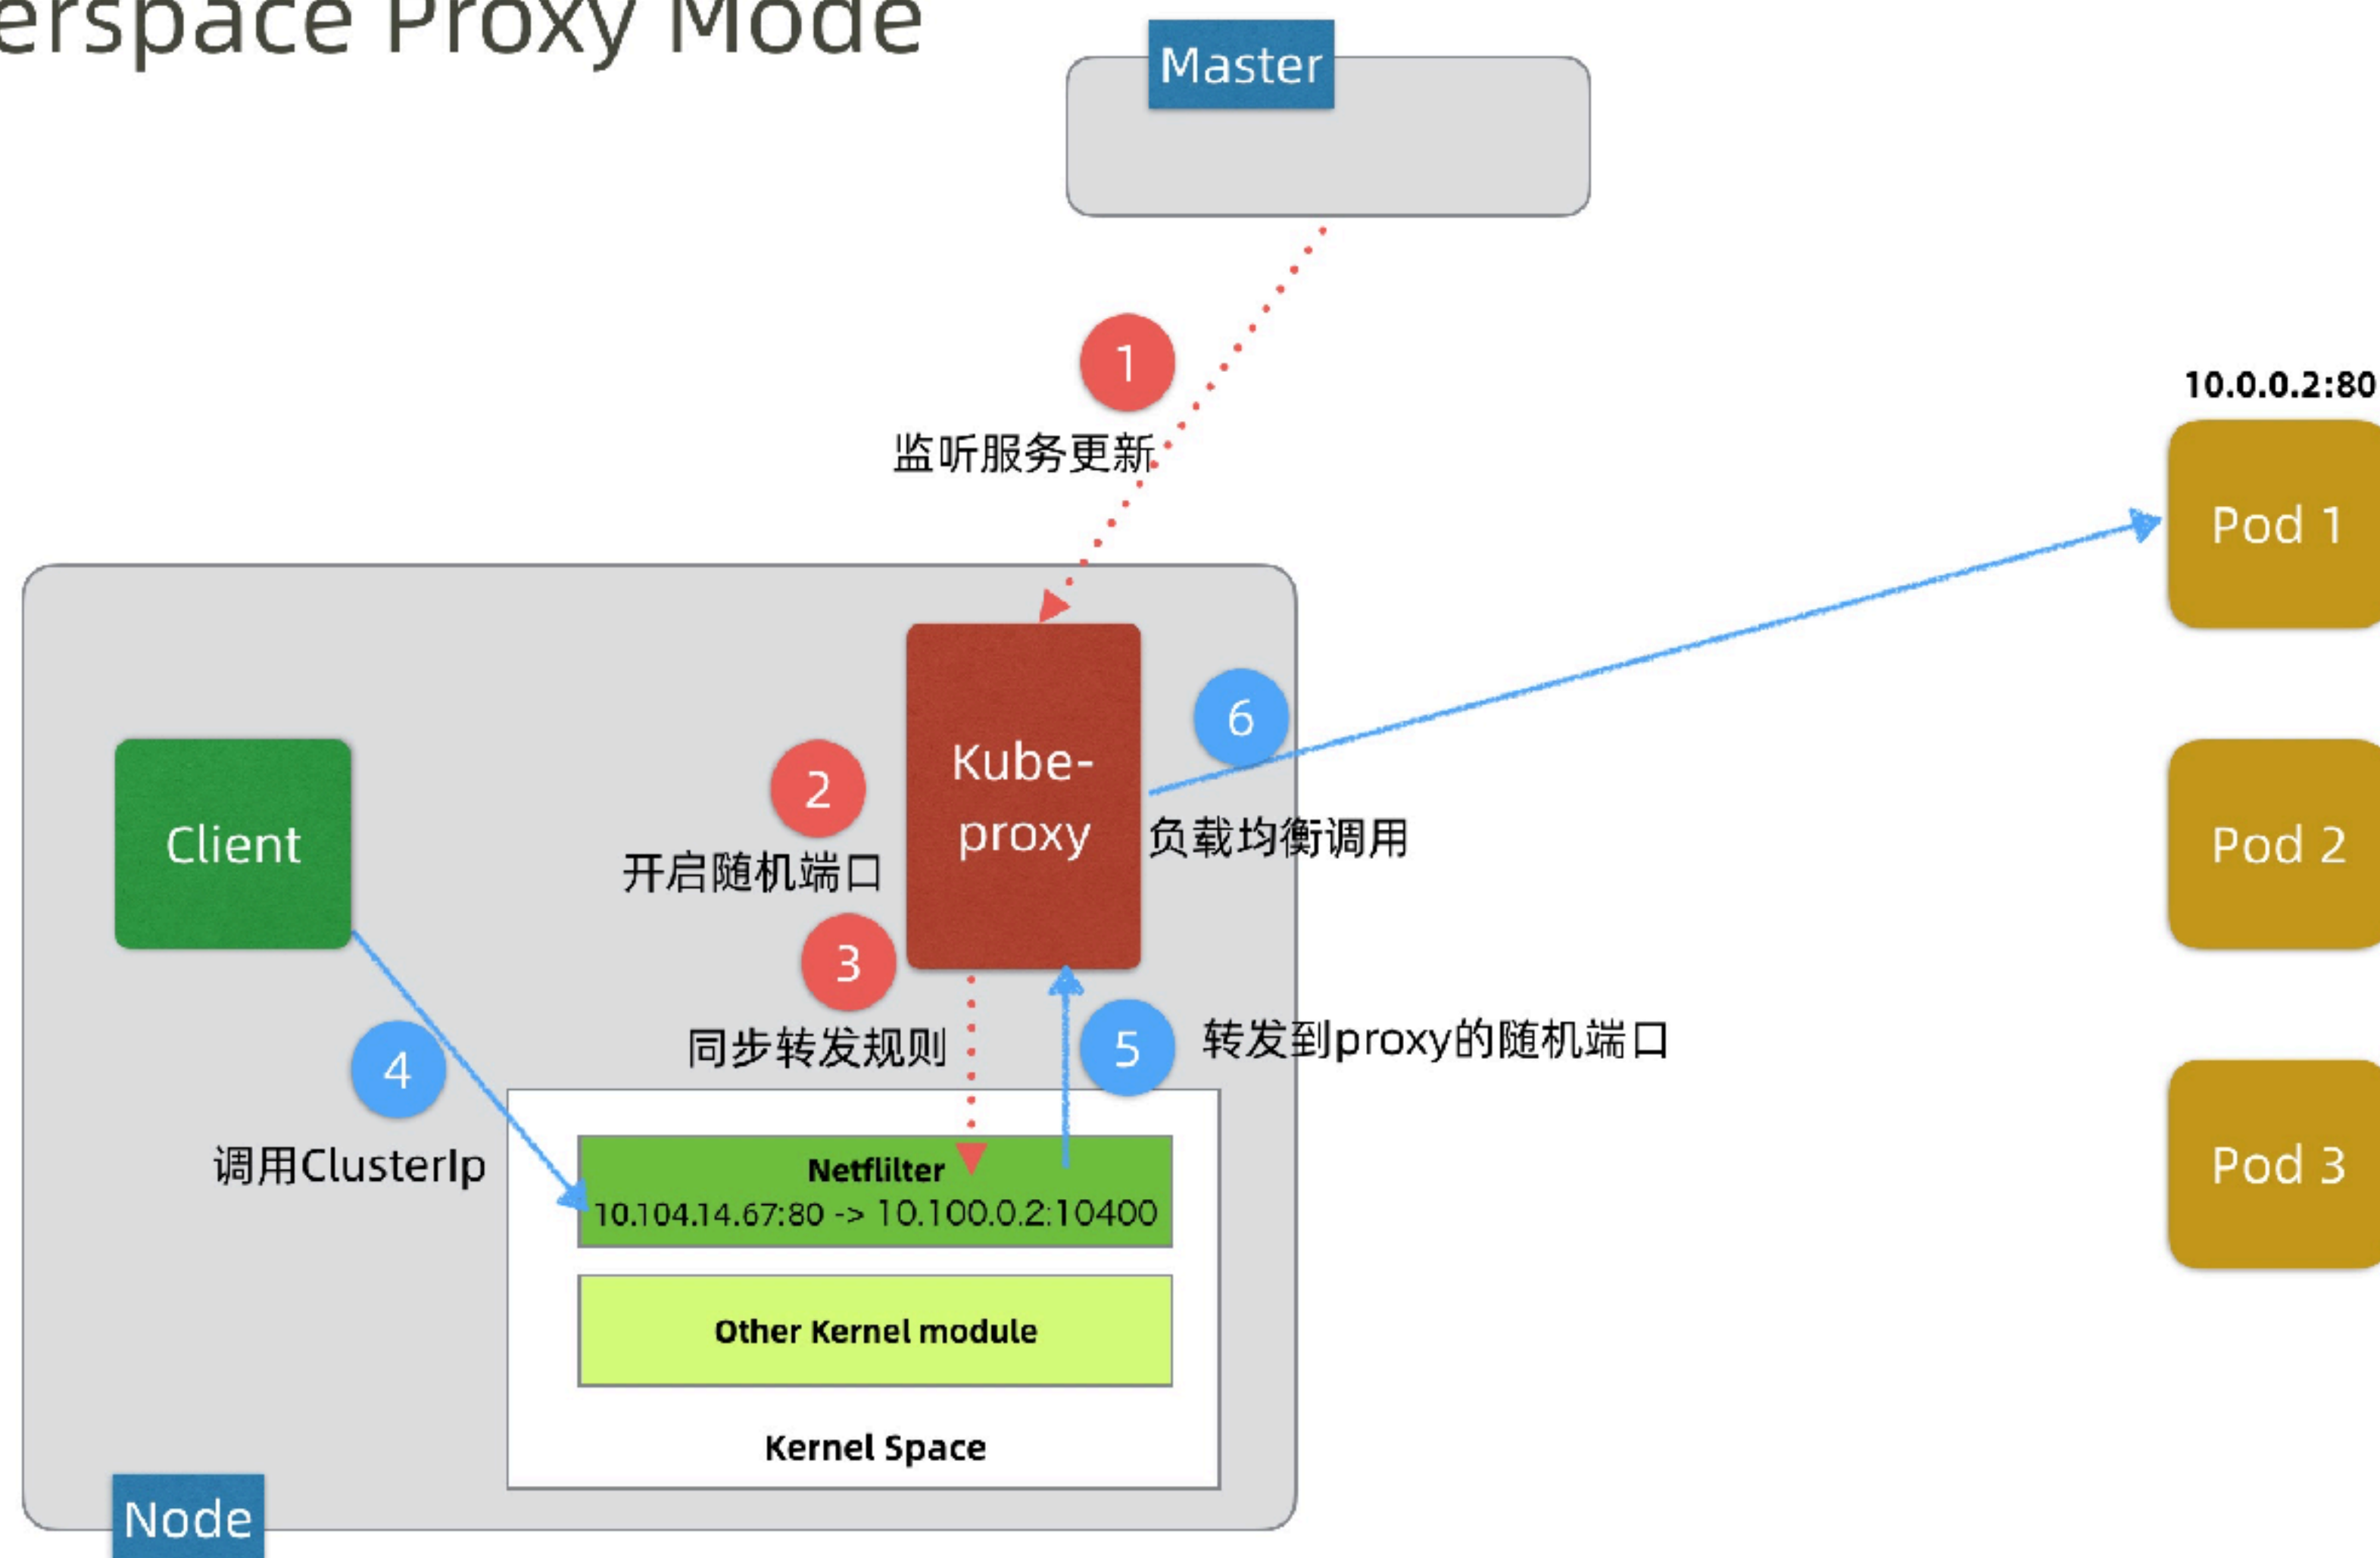 erspace Proxy Mode
Master
1
监听服务更新
10.0.0.2:80
Pod 1
6
Kube-
proxy
2
负载均衡调用
开启随机端口
Client
Pod 2
3
同步转发规则
5
转发到proxy的随机端口
4
调用ClusterIp
Netflilter
10.104.14.67:80 -> 10.100.0.2:10400
Pod 3
Other Kernel module
Kernel Space
Node